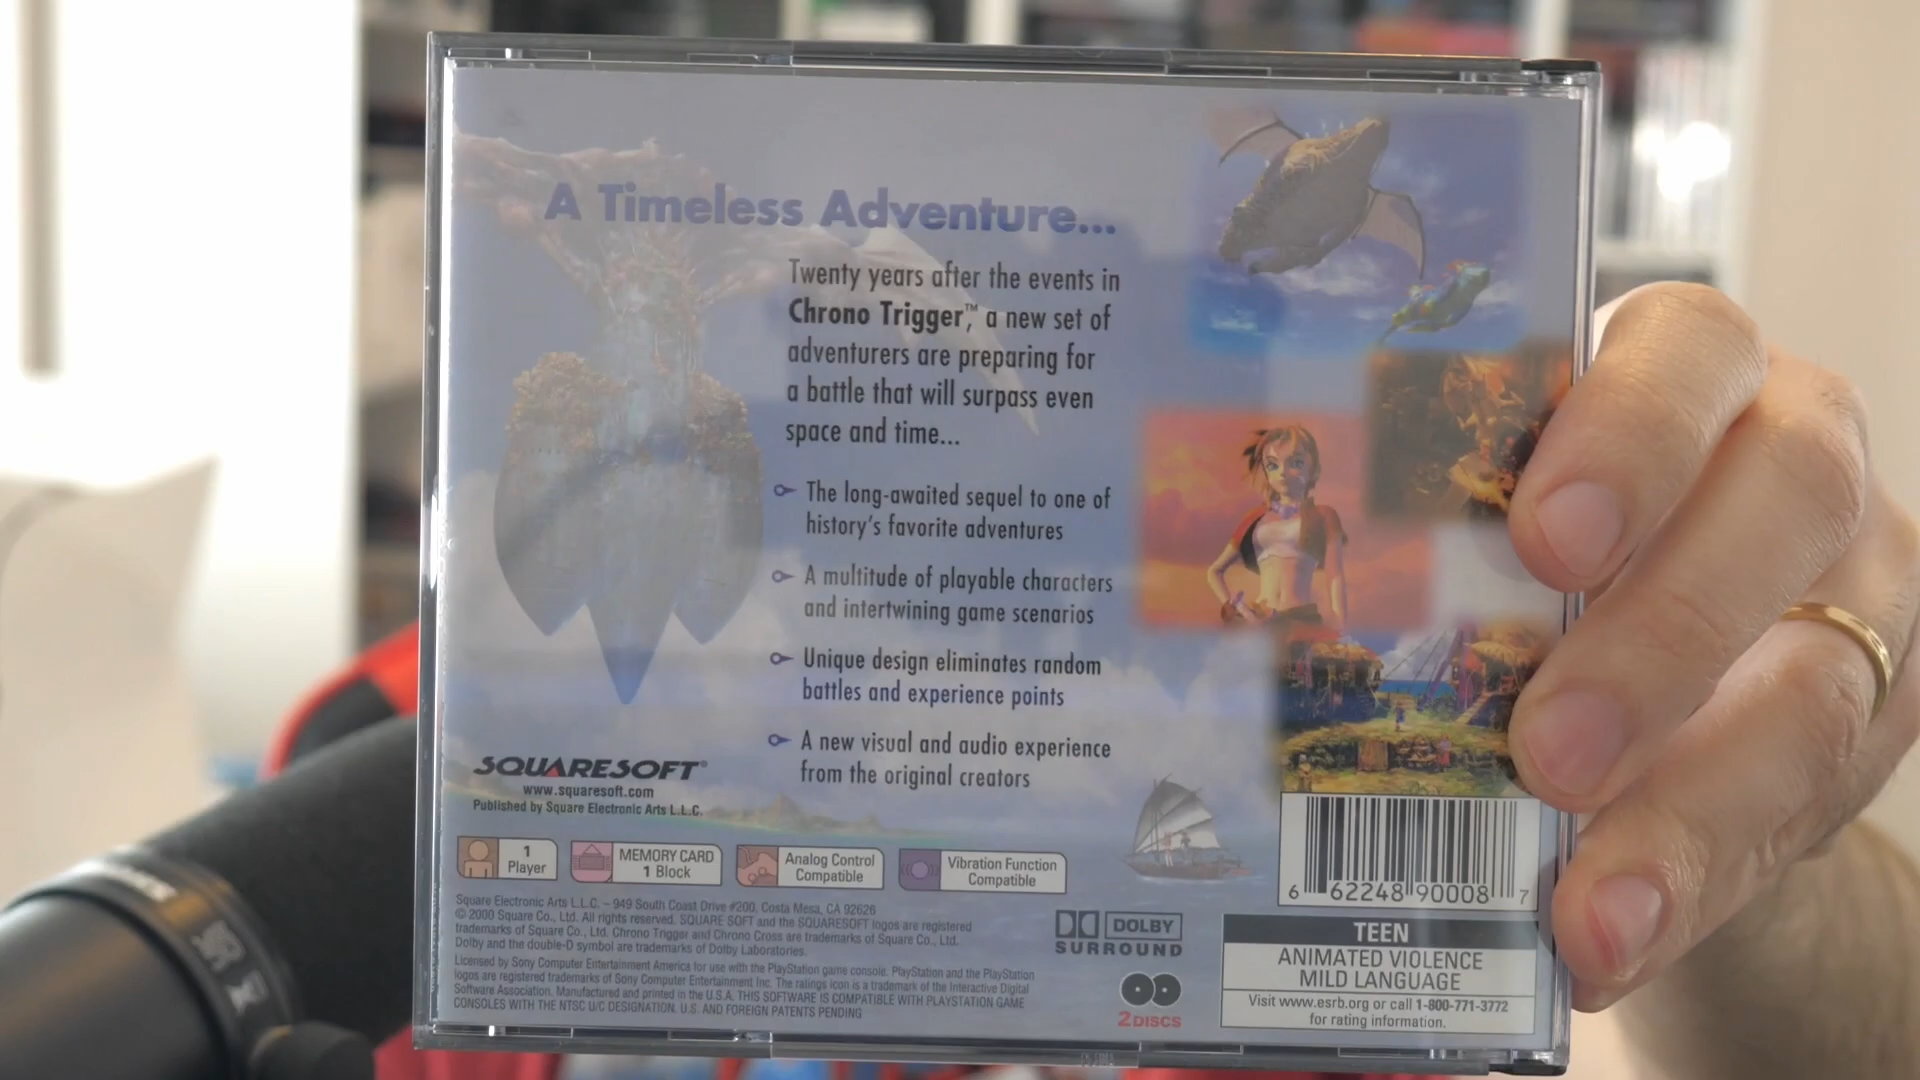 A Timeless Adventure...
Twenty years after the events in
Chrono Trigger,™ a new set of
adventurers are preparing for
a battle that will surpass even
space and time...
The long-awaited sequel to one of
history's favorite adventures
A multitude of playable characters
and intertwining game scenarios
Unique design eliminates random
battles and experience points
A new visual and audio experience
from the original creators
SQUARESOFT®
www.squaresoft.com
Published by Square Electronic Arts L.L.C.
1
Player
MEMORY CARD
1 Block
Analog Control
Compatible
Vibration Function
Compatible
Square Electronic Arts L.L.C. – 949 South Coast Drive #200, Costa Mesa, CA 92626
© 2000 Square Co., Ltd. All rights reserved. SQUARE SOFT and the SQUARESOFT logos are registered
trademarks of Square Co., Ltd. Chrono Trigger and Chrono Cross are trademarks of Square Co., Ltd.
Dolby and the double-D symbol are trademarks of Dolby Laboratories.
Licensed by Sony Computer Entertainment America for use with the PlayStation game console. PlayStation and the PlayStation
logos are registered trademarks of Sony Computer Entertainment Inc. The ratings icon is a trademark of the Interactive Digital
Software Association. Manufactured and printed in the U.S.A. THIS SOFTWARE IS COMPATIBLE WITH PLAYSTATION GAME
CONSOLES WITH THE NTSC U/C DESIGNATION. U.S. AND FOREIGN PATENTS PENDING
DOLBY
SURROUND
2 DISCS
6 62248 90008 7
TEEN
ANIMATED VIOLENCE
MILD LANGUAGE
Visit www.esrb.org or call 1-800-771-3772
for rating information.